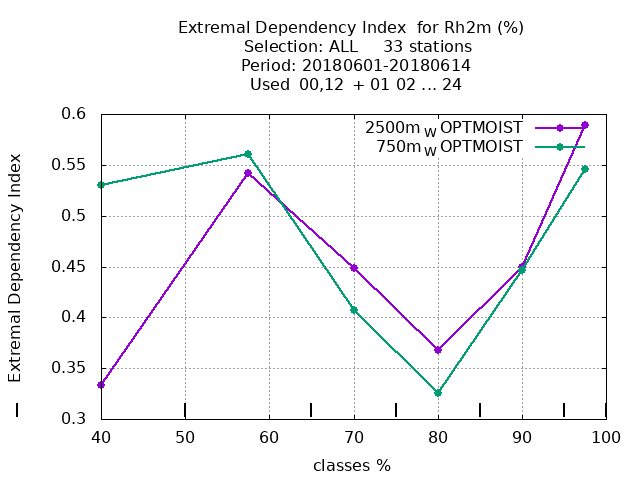 Extremal Dependency Index for Rh2m (%)
Selection: ALL 33 stations
Period: 20180601-20180614
Used 00,12 + 01 02 ... 24
0.6
0.55
0.5
0.45
0.4
0.35
0.3
Extremal Dependency Index
2500m W OPTMOIST
750m W OPTMOIST
40 50 60 70 80 90 100
classes %